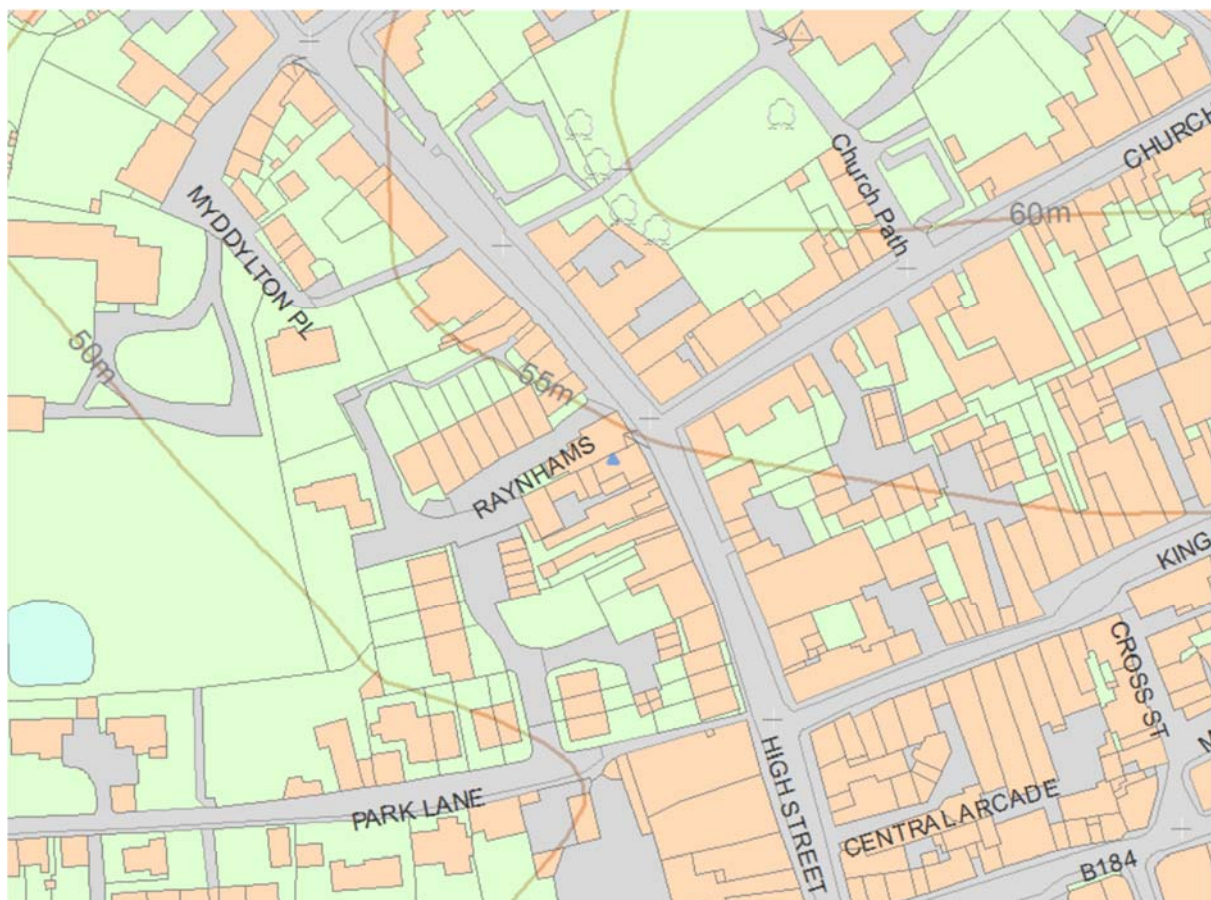 CHURCH
Church Path
MYDDYLTON PL
60m
50m
55m
RAYNHAMS
KING
CROSS ST
HIGH STREET
PARK LANE
CENTRAL ARCADE
B184